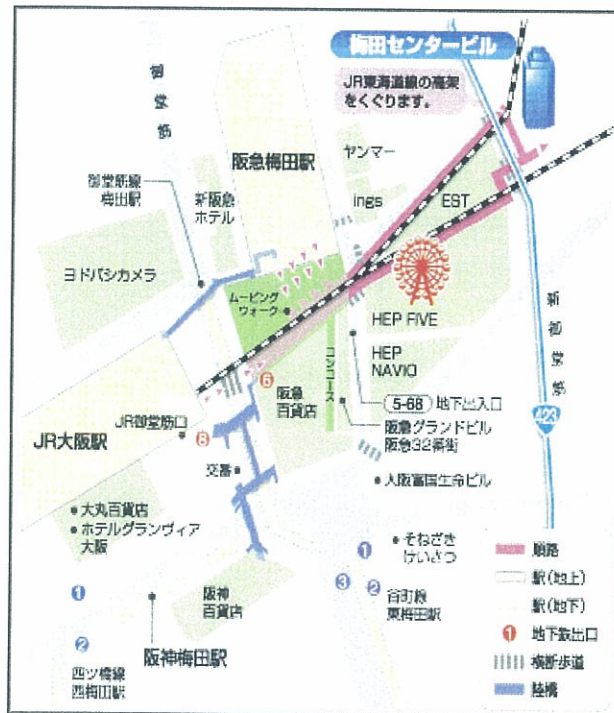 梅田センタービル
JR東海道線の高架
をくぐります。
御堂筋
阪急梅田駅
ヤンマー
御堂筋線
梅田駅
新阪急
ホテル
ings
EST
ヨドバシカメラ
ムービング
ウォーク
HEP FIVE
新御堂筋
HEP
NAVIO
コンコース
6
阪急
百貨店
5-68 地下出入口
423
JR御堂筋口
阪急グランドビル
阪急32番街
JR大阪駅
8
交番
大阪富国生命ビル
大丸百貨店
ホテルグランヴィア
大阪
そねざき
けいさつ
1
順路
1
阪神
百貨店
3
2
駅(地上)
谷町線
東梅田駅
駅(地下)
2
阪神梅田駅
1 地下鉄出口
横断歩道
四ツ橋線
西梅田駅
陸橋